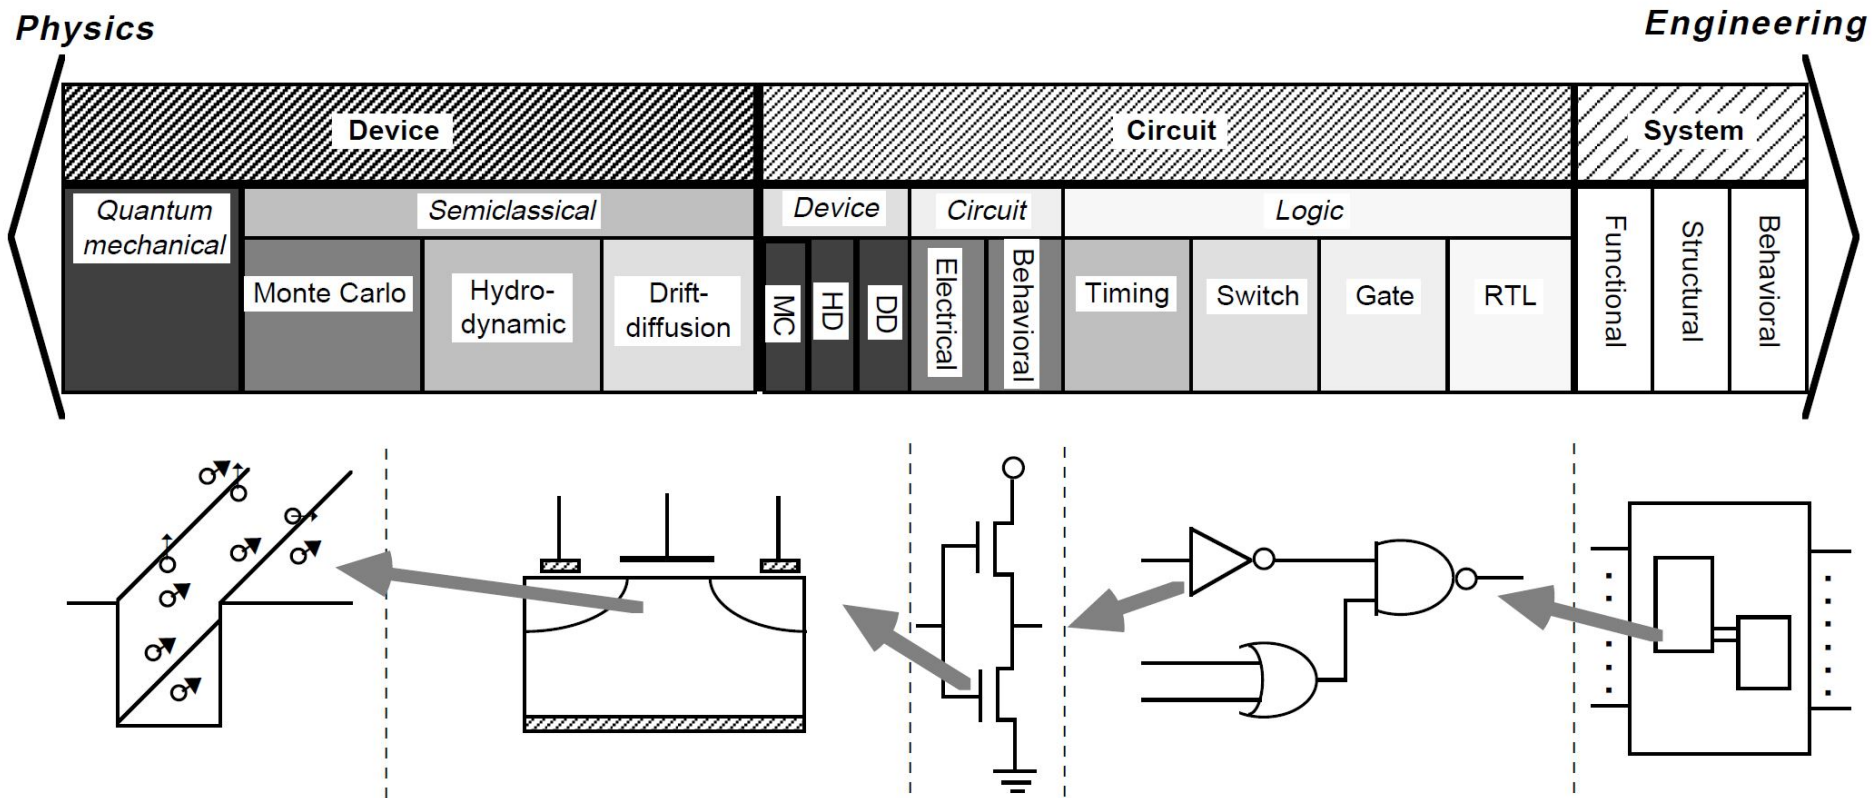 Physics
Engineering
Device
Circuit
System
Quantum
mechanical
Semiclassical
Device
Circuit
Logic
Monte Carlo
Hydro-
dynamic
Drift-
diffusion
MC
HD
DD
Electrical
Behavioral
Timing
Switch
Gate
RTL
Functional
Structural
Behavioral